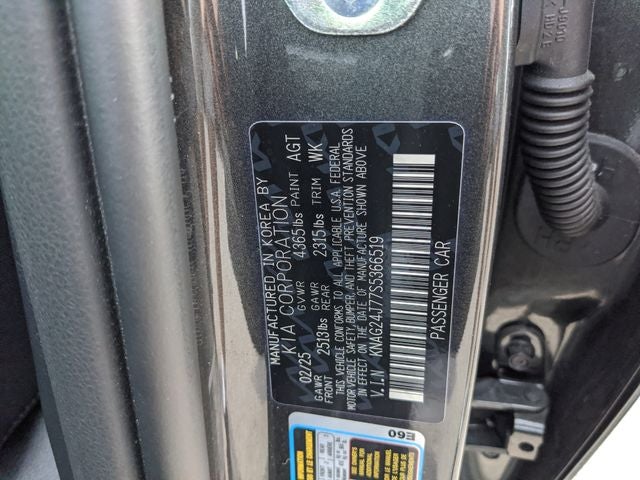 MANUFACTURED IN KOREA BY
KIA CORPORATION
02/25 GVWR 4365lbs PAINT AGT
GAWR FRONT 2513lbs GAWR REAR 2315lbs TRIM WK
THIS VEHICLE CONFORMS TO ALL APPLICABLE U.S.A. FEDERAL
MOTOR VEHICLE SAFETY, BUMPER, AND THEFT PREVENTION STANDARDS
IN EFFECT ON THE DATE OF MANUFACTURE SHOWN ABOVE
V.I.N KNAG24J77S5366519
PASSENGER CAR
E60